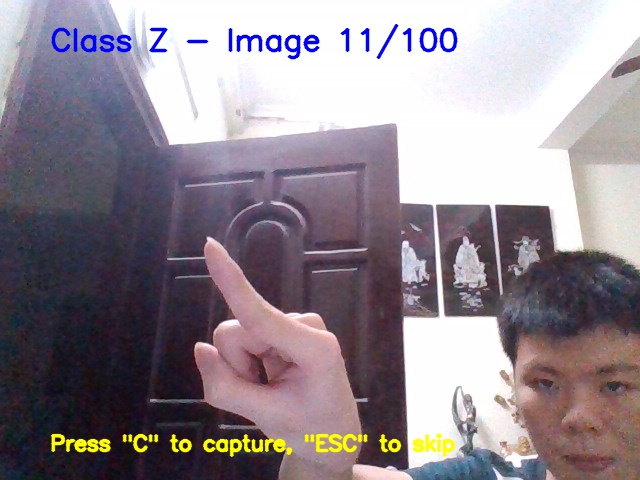 Class Z - Image 11/100
Press "C" to capture, "ESC" to skip